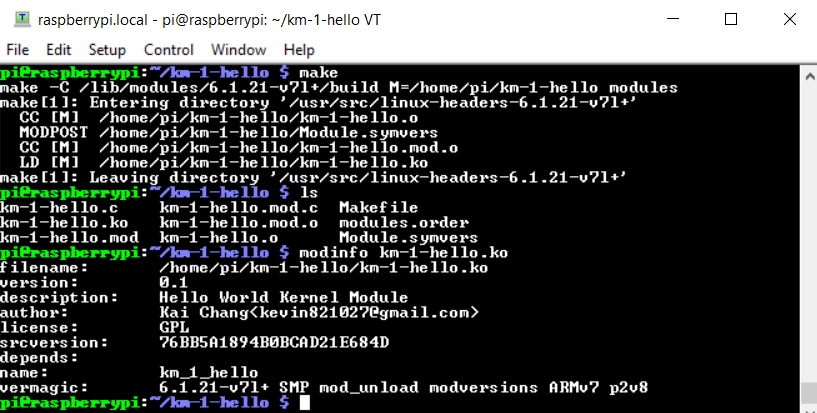 raspberrypi.local - pi@raspberrypi: ~/km-1-hello VT
File Edit Setup Control Window Help
pi@raspberrypi:~/km-1-hello $ make
make -C /lib/modules/6.1.21-v7l+/build M=/home/pi/km-1-hello modules
make[1]: Entering directory '/usr/src/linux-headers-6.1.21-v7l+'
CC [M] /home/pi/km-1-hello/km-1-hello.o
MODPOST /home/pi/km-1-hello/Module.symvers
CC [M] /home/pi/km-1-hello/km-1-hello.mod.o
LD [M] /home/pi/km-1-hello/km-1-hello.ko
make[1]: Leaving directory '/usr/src/linux-headers-6.1.21-v7l+'
pi@raspberrypi:~/km-1-hello $ ls
km-1-hello.c km-1-hello.mod.c Makefile
km-1-hello.ko km-1-hello.mod.o modules.order
km-1-hello.mod km-1-hello.o Module.symvers
pi@raspberrypi:~/km-1-hello $ modinfo km-1-hello.ko
filename: /home/pi/km-1-hello/km-1-hello.ko
version: 0.1
description: Hello World Kernel Module
author: Kai Chang<kevin821027@gmail.com>
license: GPL
srcversion: 76BB5A1894B0BCAD21E684D
depends:
name: km_1_hello
vermagic: 6.1.21-v7l+ SMP mod_unload modversions ARMv7 p2v8
pi@raspberrypi:~/km-1-hello $